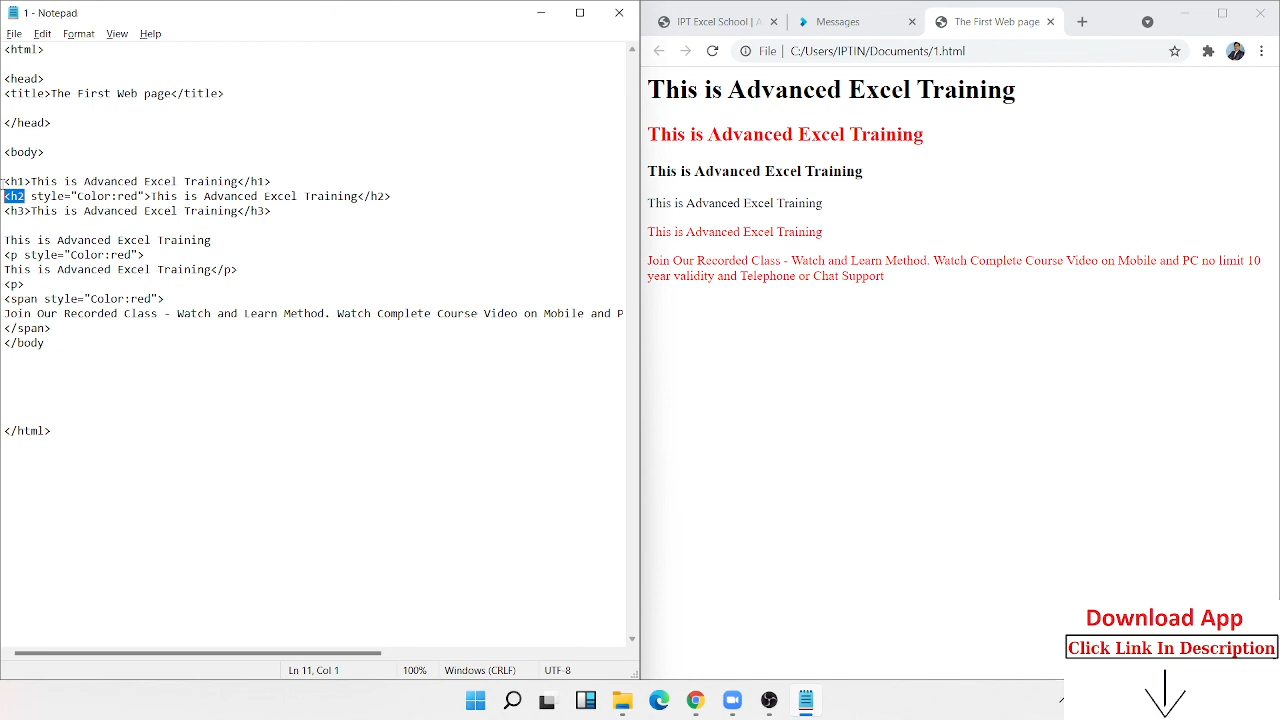 1 - Notepad
File Edit Format View Help
<html>
<head>
<title>The First Web page</title>
</head>
<body>
<h1>This is Advanced Excel Training</h1>
<h2 style="Color:red">This is Advanced Excel Training</h2>
<h3>This is Advanced Excel Training</h3>
This is Advanced Excel Training
<p style="Color:red">
This is Advanced Excel Training</p>
<p>
<span style="Color:red">
Join Our Recorded Class - Watch and Learn Method. Watch Complete Course Video on Mobile and P
</span>
</body
</html>
Ln 11, Col 1 100% Windows (CRLF) UTF-8
IPT Excel School | A Messages The First Web page
File C:/Users/IPTIN/Documents/1.html
This is Advanced Excel Training
This is Advanced Excel Training
This is Advanced Excel Training
This is Advanced Excel Training
This is Advanced Excel Training
Join Our Recorded Class - Watch and Learn Method. Watch Complete Course Video on Mobile and PC no limit 10
year validity and Telephone or Chat Support
Download App
Click Link In Description